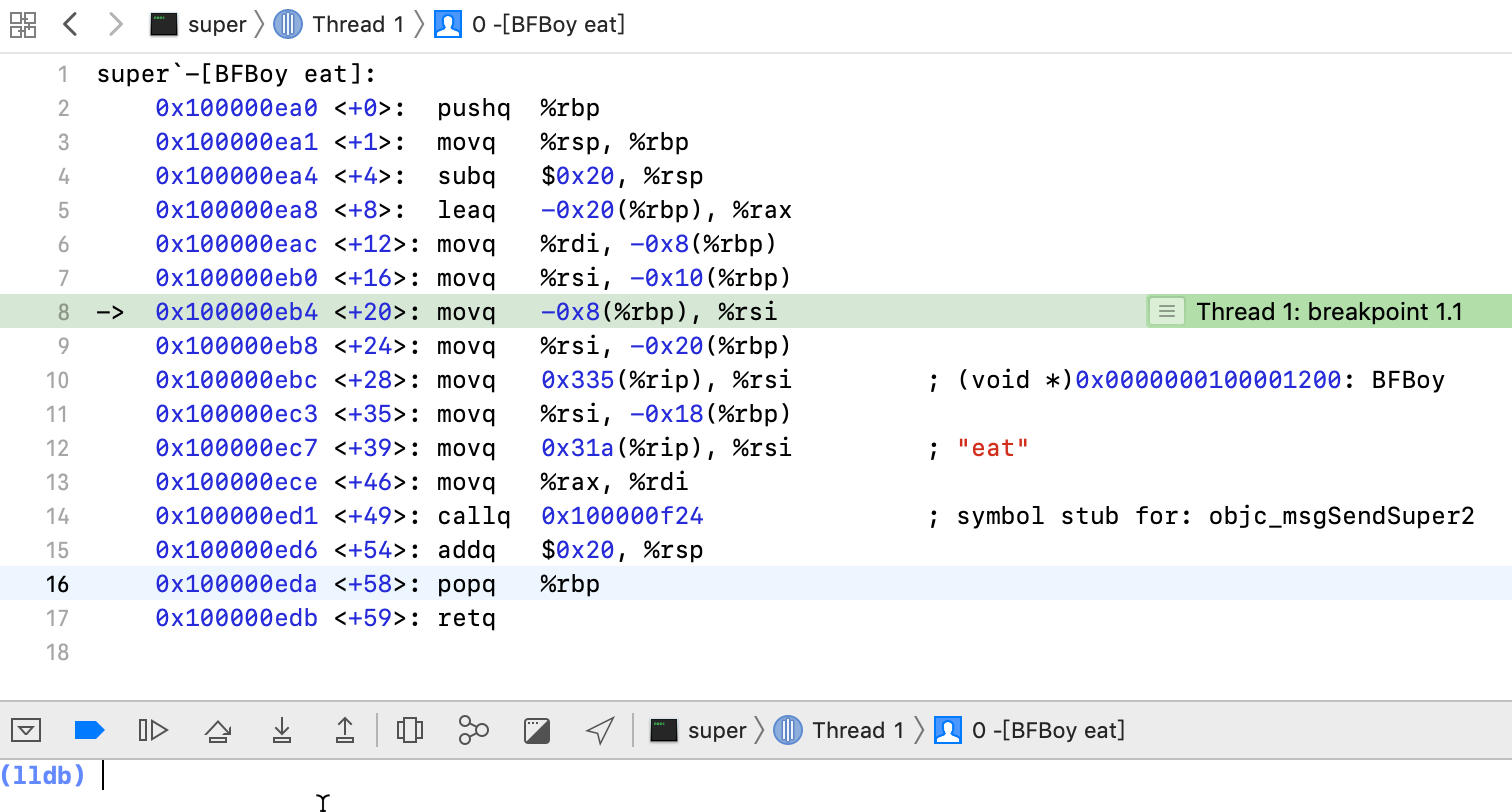 super Thread 1 0 -[BFBoy eat]
1 super`-[BFBoy eat]:
2 0x100000ea0 <+0>: pushq %rbp
3 0x100000ea1 <+1>: movq %rsp, %rbp
4 0x100000ea4 <+4>: subq $0x20, %rsp
5 0x100000ea8 <+8>: leaq -0x20(%rbp), %rax
6 0x100000eac <+12>: movq %rdi, -0x8(%rbp)
7 0x100000eb0 <+16>: movq %rsi, -0x10(%rbp)
8 -> 0x100000eb4 <+20>: movq -0x8(%rbp), %rsi Thread 1: breakpoint 1.1
9 0x100000eb8 <+24>: movq %rsi, -0x20(%rbp)
10 0x100000ebc <+28>: movq 0x335(%rip), %rsi ; (void *)0x0000000100001200: BFBoy
11 0x100000ec3 <+35>: movq %rsi, -0x18(%rbp)
12 0x100000ec7 <+39>: movq 0x31a(%rip), %rsi ; "eat"
13 0x100000ece <+46>: movq %rax, %rdi
14 0x100000ed1 <+49>: callq 0x100000f24 ; symbol stub for: objc_msgSendSuper2
15 0x100000ed6 <+54>: addq $0x20, %rsp
16 0x100000eda <+58>: popq %rbp
17 0x100000edb <+59>: retq
18
super Thread 1 0 -[BFBoy eat]
(lldb)